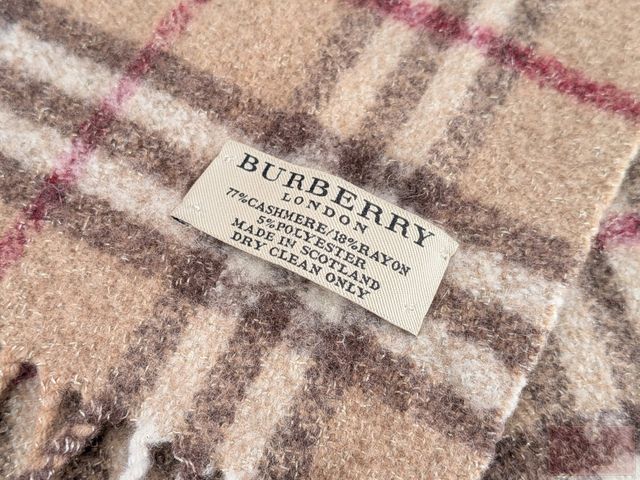 BURBERRY
LONDON
77%CASHMERE/18%RAYON
5%POLYESTER
MADE IN SCOTLAND
DRY CLEAN ONLY